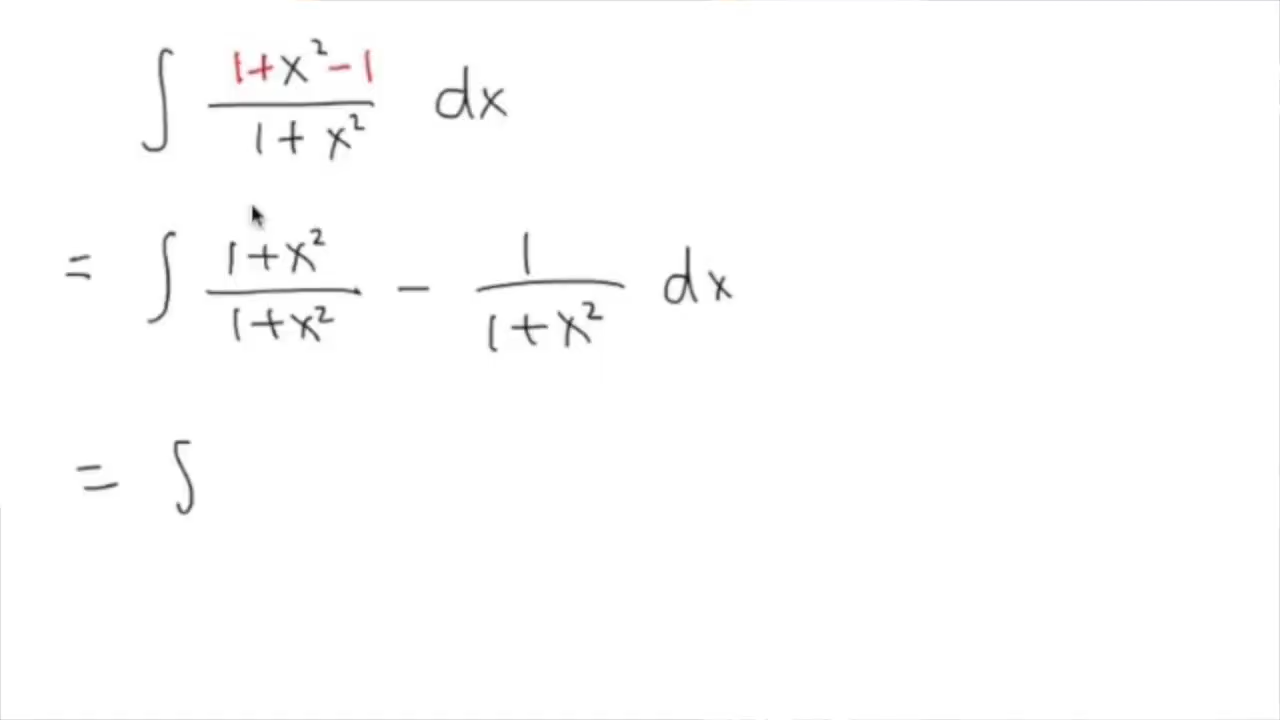 ∫ (1+x²-1)/(1+x²) dx
= ∫ (1+x²)/(1+x²) - 1/(1+x²) dx
= ∫